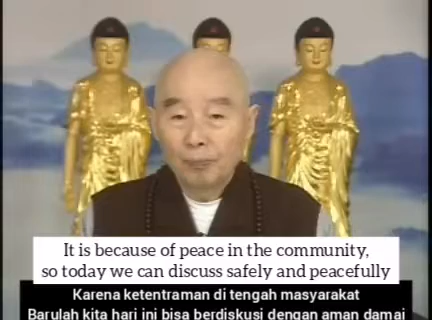 It is because of peace in the community,
so today we can discuss safely and peacefully
Karena ketentraman di tengah masyarakat
Barulah kita hari ini bisa berdiskusi dengan aman damai